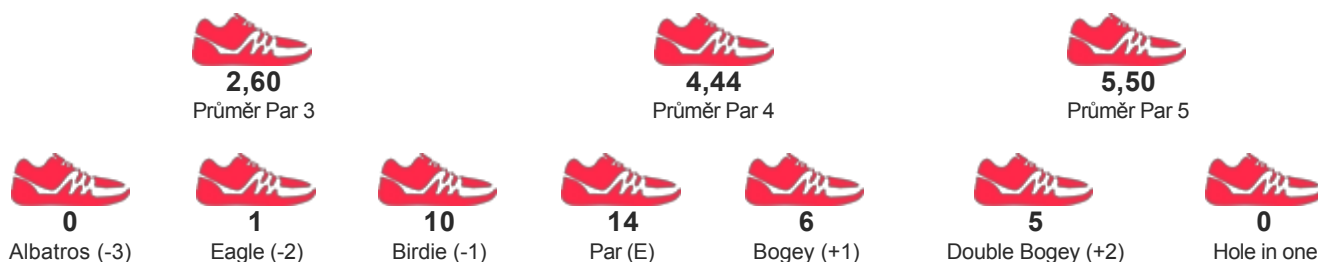 2,60 4,44 5,50
Průměr Par 3 Průměr Par 4 Průměr Par 5
0 1 10 14 6 5 0
Albatros (-3) Eagle (-2) Birdie (-1) Par (E) Bogey (+1) Double Bogey (+2) Hole in one